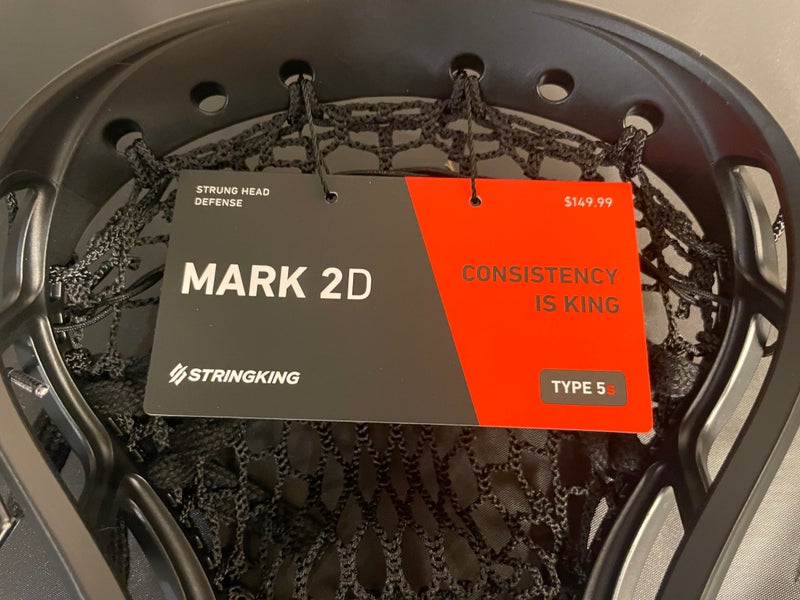 STRUNG HEAD
DEFENSE
$149.99
MARK 2D
CONSISTENCY
IS KING
STRINGKING
TYPE 5s